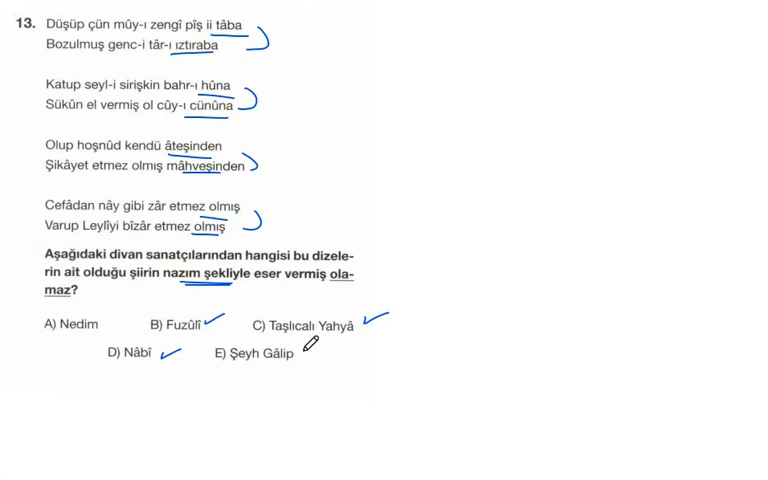 13. Düşüp çün mûy-ı zengî pîş ii tâba
Bozulmuş genc-i târ-ı ıztıraba
Katup seyl-i sirişkin bahr-ı hûna
Sükûn el vermiş ol cûy-ı cünûna
Olup hoşnûd kendü âteşinden
Şikâyet etmez olmış mâhveşinden
Cefâdan nây gibi zâr etmez olmış
Varup Leylîyi bîzâr etmez olmış
Aşağıdaki divan sanatçılarından hangisi bu dizele-
rin ait olduğu şiirin nazım şekliyle eser vermiş ola-
maz?
A) Nedim B) Fuzûlî C) Taşlıcalı Yahyâ
D) Nâbî E) Şeyh Gâlip